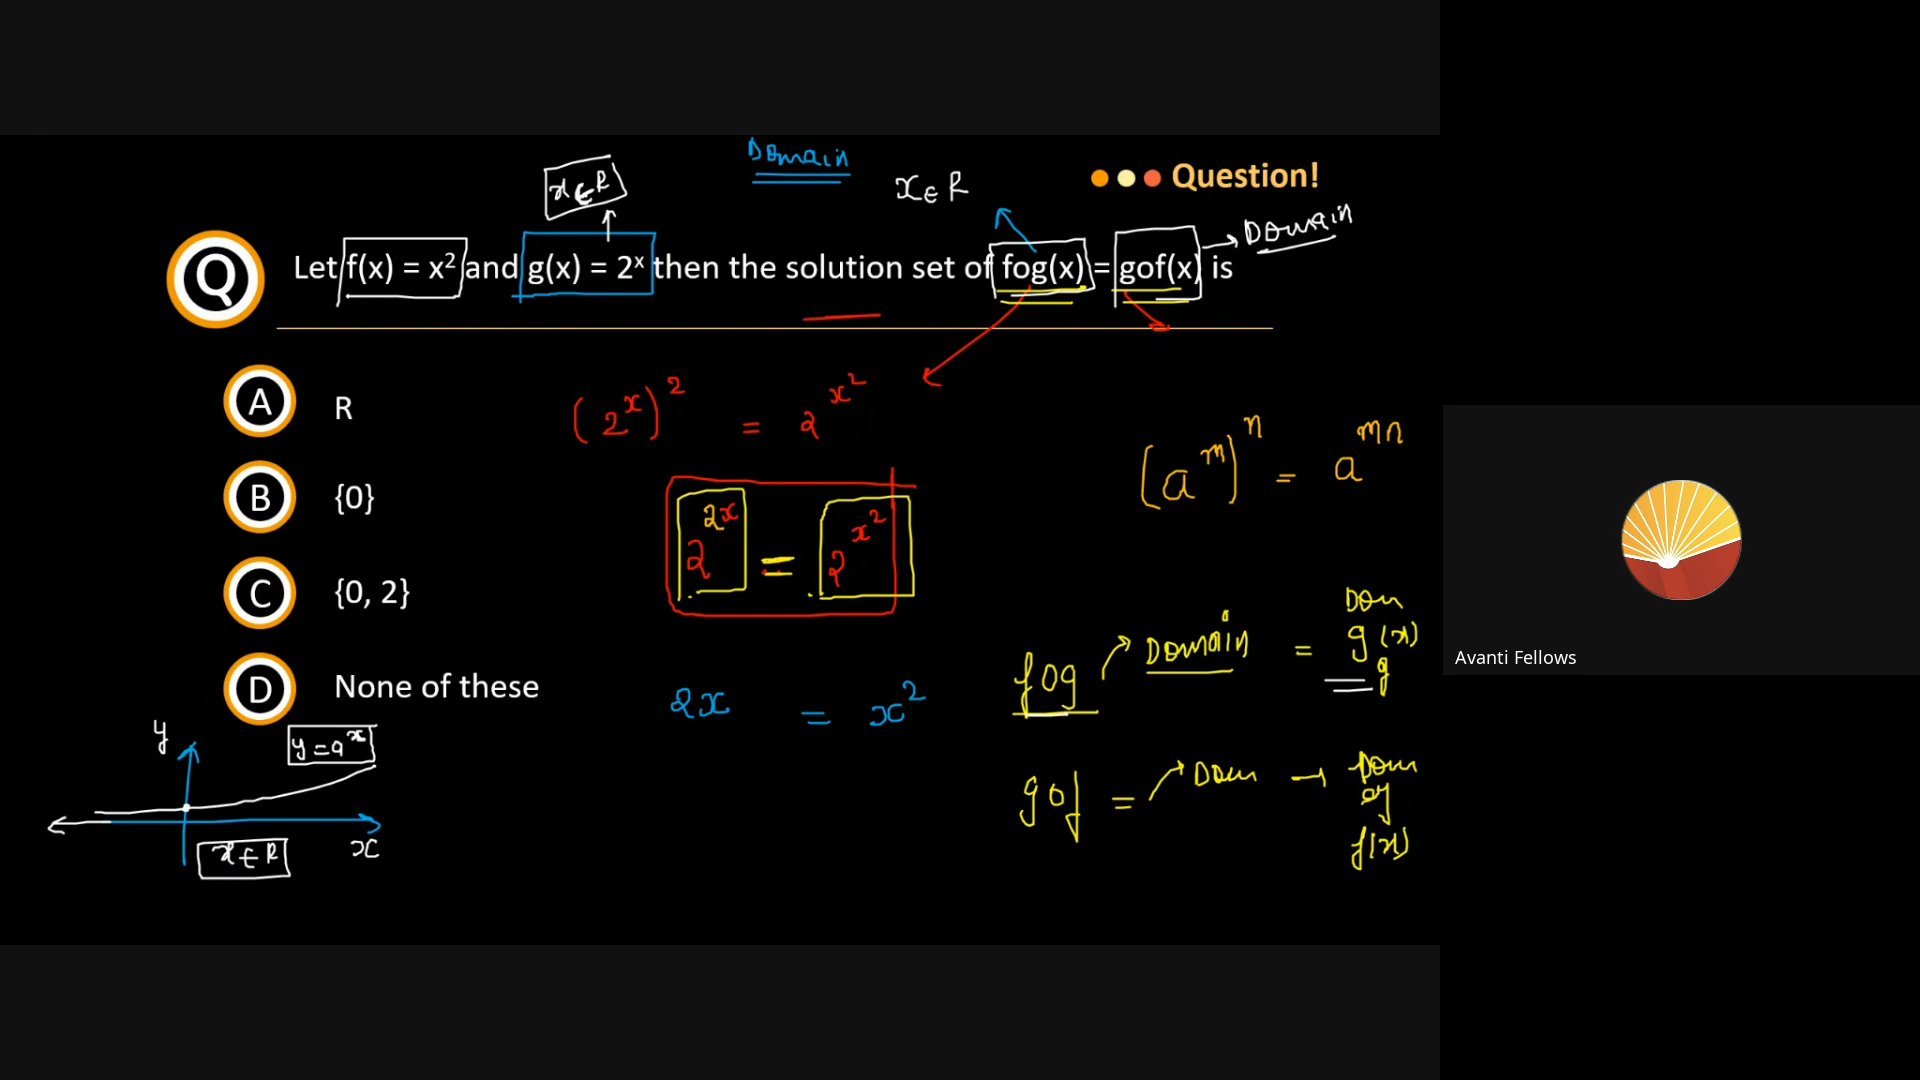 Domain
x∈R
x∈R
Question!
Domain
Q
Let f(x) = x² and g(x) = 2ˣ then the solution set of fog(x) = gof(x) is
A R
(2ˣ)² = 2^x²
(aᵐ)ⁿ = aᵐⁿ
B {0}
2^2x = 2^x²
C {0, 2}
Dom
fog → Domain = g(x)
Avanti Fellows
D None of these
2x = x²
y
y = aˣ
gof = → Dom → Dom
of
f(x)
x∈R
x